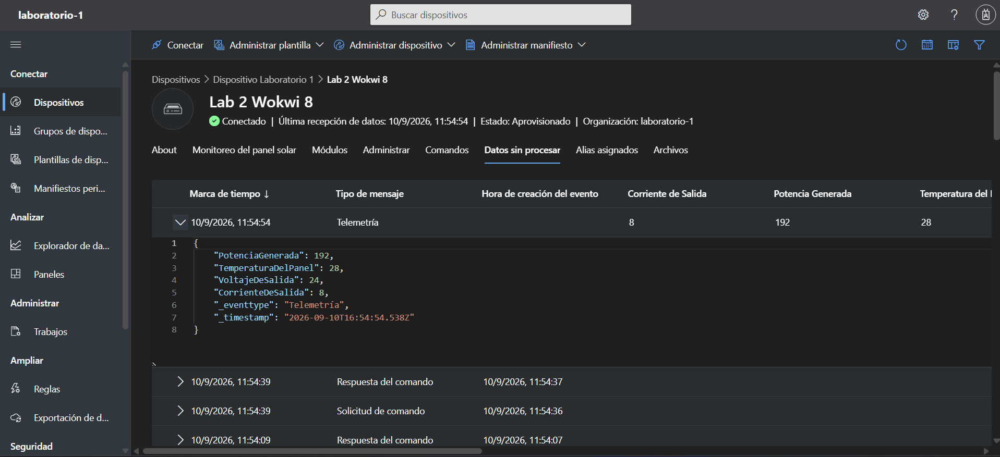 laboratorio-1
Buscar dispositivos
Conectar
Administrar plantilla
Administrar dispositivo
Administrar manifiesto
Conectar
Dispositivos
Grupos de dispo...
Plantillas de disp...
Manifiestos peri...
Analizar
Explorador de da...
Paneles
Administrar
Trabajos
Ampliar
Reglas
Exportación de d...
Seguridad
Dispositivos > Dispositivo Laboratorio 1 > Lab 2 Wokwi 8
Lab 2 Wokwi 8
Conectado | Última recepción de datos: 10/9/2026, 11:54:54 | Estado: Aprovisionado | Organización: laboratorio-1
About Monitoreo del panel solar Módulos Administrar Comandos Datos sin procesar Alias asignados Archivos
Marca de tiempo ↓ Tipo de mensaje Hora de creación del evento Corriente de Salida Potencia Generada Temperatura del
10/9/2026, 11:54:54 Telemetría 8 192 28
1 {
2 "PotenciaGenerada": 192,
3 "TemperaturaDelPanel": 28,
4 "VoltajeDeSalida": 24,
5 "CorrienteDeSalida": 8,
6 "_eventtype": "Telemetría",
7 "_timestamp": "2026-09-10T16:54:54.538Z"
8 }
10/9/2026, 11:54:39 Respuesta del comando 10/9/2026, 11:54:37
10/9/2026, 11:54:39 Solicitud de comando 10/9/2026, 11:54:36
10/9/2026, 11:54:09 Respuesta del comando 10/9/2026, 11:54:07